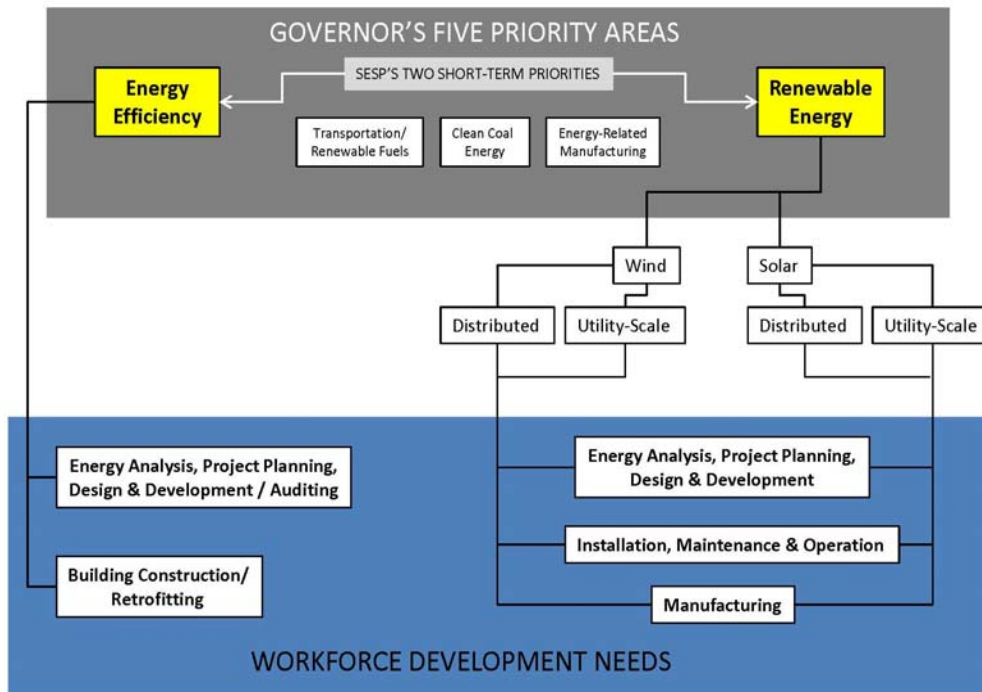 GOVERNOR'S FIVE PRIORITY AREAS
SESP'S TWO SHORT-TERM PRIORITIES
Energy
Efficiency
Renewable
Energy
Transportation/
Renewable Fuels
Clean Coal
Energy
Energy-Related
Manufacturing
Wind
Solar
Distributed
Utility-Scale
Distributed
Utility-Scale
Energy Analysis, Project Planning,
Design & Development / Auditing
Energy Analysis, Project Planning,
Design & Development
Installation, Maintenance & Operation
Building Construction/
Retrofitting
Manufacturing
WORKFORCE DEVELOPMENT NEEDS